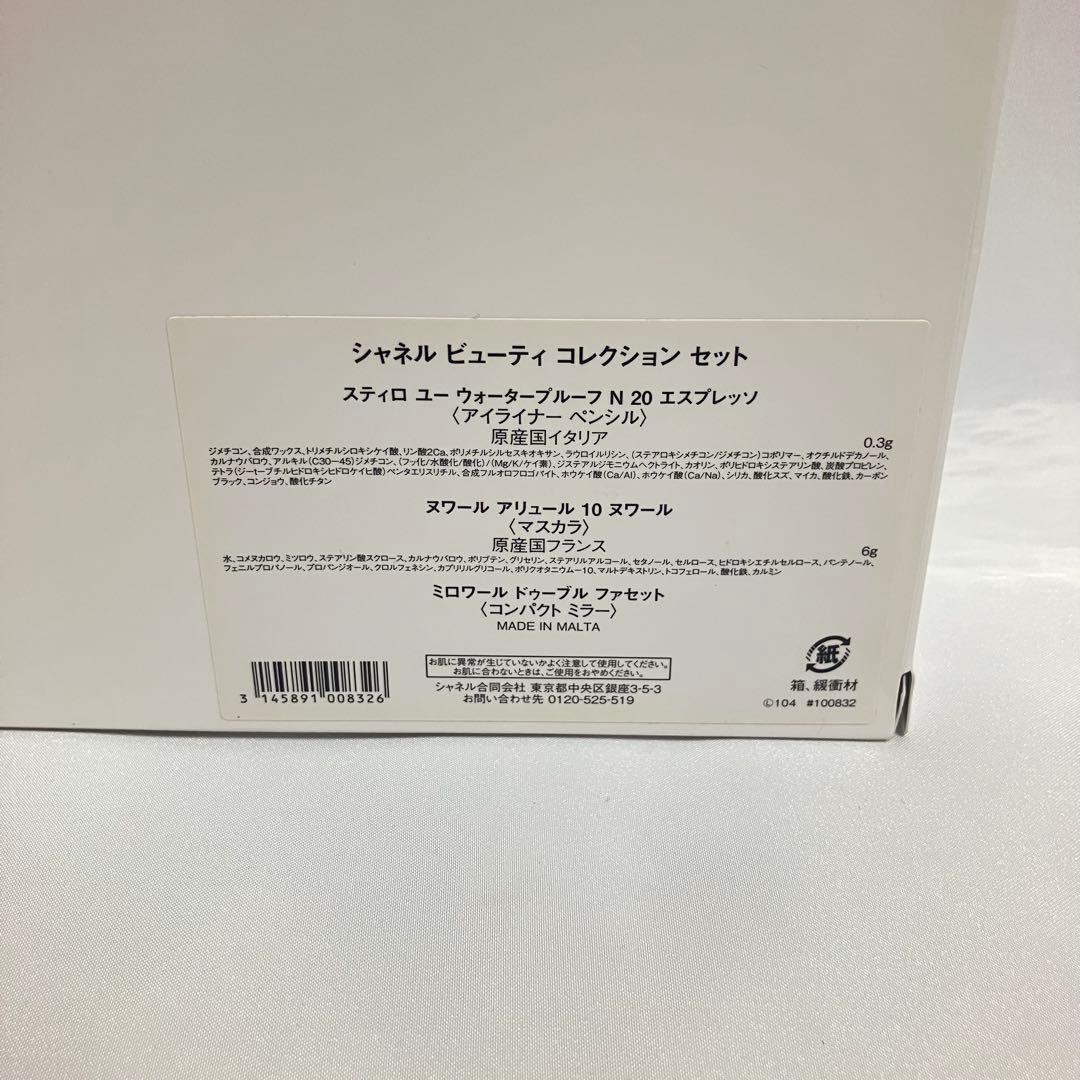 シャネル ビューティ コレクション セット
スティロ ユー ウォータープルーフ N 20 エスプレッソ
〈アイライナー ペンシル〉
原産国イタリア
0.3g
ジメチコン、合成ワックス、トリメチルシロキシケイ酸、リン酸2Ca、ポリメチルシルセスキオキサン、ラウロイルリシン、(ステアロキシメチコン/ジメチコン)コポリマー、オクチルドデカノール、
カルナウバロウ、アルキル(C30-45)ジメチコン、(フッ化/水酸化/酸化)/(Mg/K/ケイ素)、ジステアルジモニウムヘクトライト、カオリン、ポリヒドロキシステアリン酸、炭酸プロピレン、
テトラ(ジ-t-ブチルヒドロキシヒドロケイヒ酸)ペンタエリスリチル、合成フルオロフロゴパイト、ホウケイ酸(Ca/Al)、ホウケイ酸(Ca/Na)、シリカ、酸化スズ、マイカ、酸化鉄、カーボン
ブラック、コンジョウ、酸化チタン
ヌワール アリュール 10 ヌワール
〈マスカラ〉
原産国フランス
6g
水、コメヌカロウ、ミツロウ、ステアリン酸スクロース、カルナウバロウ、ポリブテン、グリセリン、ステアリルアルコール、セタノール、セルロース、ヒドロキシエチルセルロース、パンテノール、
フェニルプロパノール、プロパンジオール、クロルフェネシン、カプリリルグリコール、ポリクオタニウム-10、マルトデキストリン、トコフェロール、酸化鉄、カルミン
ミロワール ドゥーブル ファセット
〈コンパクト ミラー〉
MADE IN MALTA
お肌に異常が生じていないかよく注意して使用してください。
お肌に合わないときは、ご使用をおやめください。
シャネル合同会社 東京都中央区銀座3-5-3
お問い合わせ先 0120-525-519
3 145891 008326
紙
箱、緩衝材
Ⓛ104 #100832